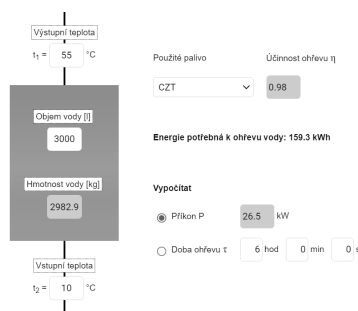 Výstupní teplota
t1 = 55 °C
Použité palivo
Účinnost ohřevu η
CZT
0.98
Objem vody [l]
3000
Energie potřebná k ohřevu vody: 159.3 kWh
Hmotnost vody [kg]
2982.9
Vypočítat
Příkon P 26.5 kW
Doba ohřevu τ 6 hod 0 min 0 s
Vstupní teplota
t2 = 10 °C